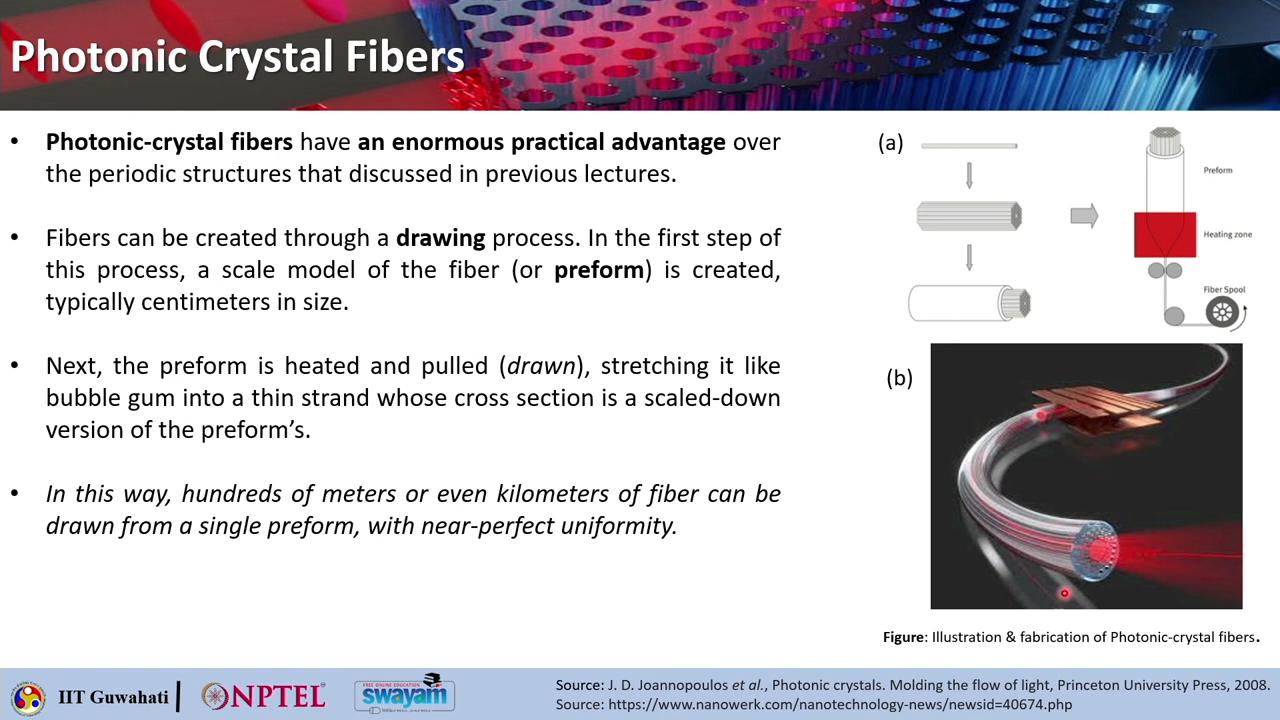 Photonic Crystal Fibers
• Photonic-crystal fibers have an enormous practical advantage over
the periodic structures that discussed in previous lectures.
• Fibers can be created through a drawing process. In the first step of
this process, a scale model of the fiber (or preform) is created,
typically centimeters in size.
• Next, the preform is heated and pulled (drawn), stretching it like
bubble gum into a thin strand whose cross section is a scaled-down
version of the preform’s.
• In this way, hundreds of meters or even kilometers of fiber can be
drawn from a single preform, with near-perfect uniformity.
(a)
Preform
Heating zone
Fiber Spool
(b)
Figure: Illustration & fabrication of Photonic-crystal fibers.
IIT Guwahati
NPTEL
FREE ONLINE EDUCATION
swayam
Source: J. D. Joannopoulos et al., Photonic crystals. Molding the flow of light, Princeton University Press, 2008.
Source: https://www.nanowerk.com/nanotechnology-news/newsid=40674.php